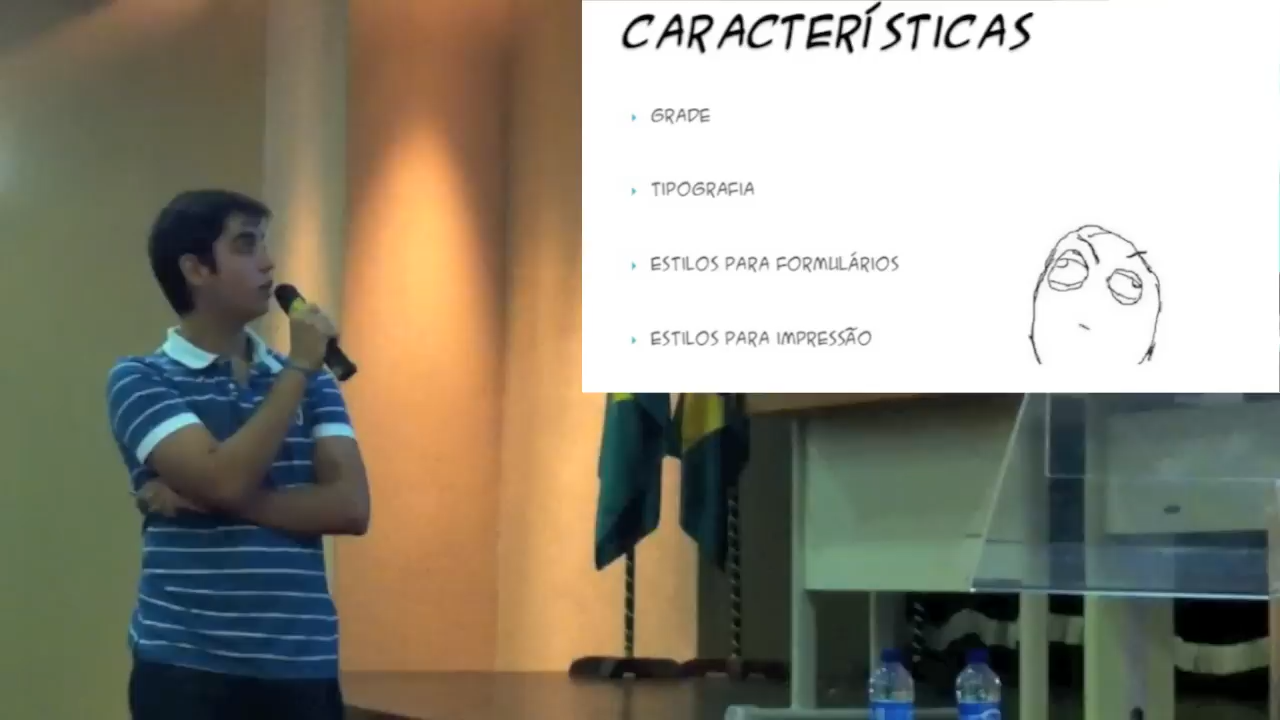 CARACTERÍSTICAS
GRADE
TIPOGRAFIA
ESTILOS PARA FORMULÁRIOS
ESTILOS PARA IMPRESSÃO